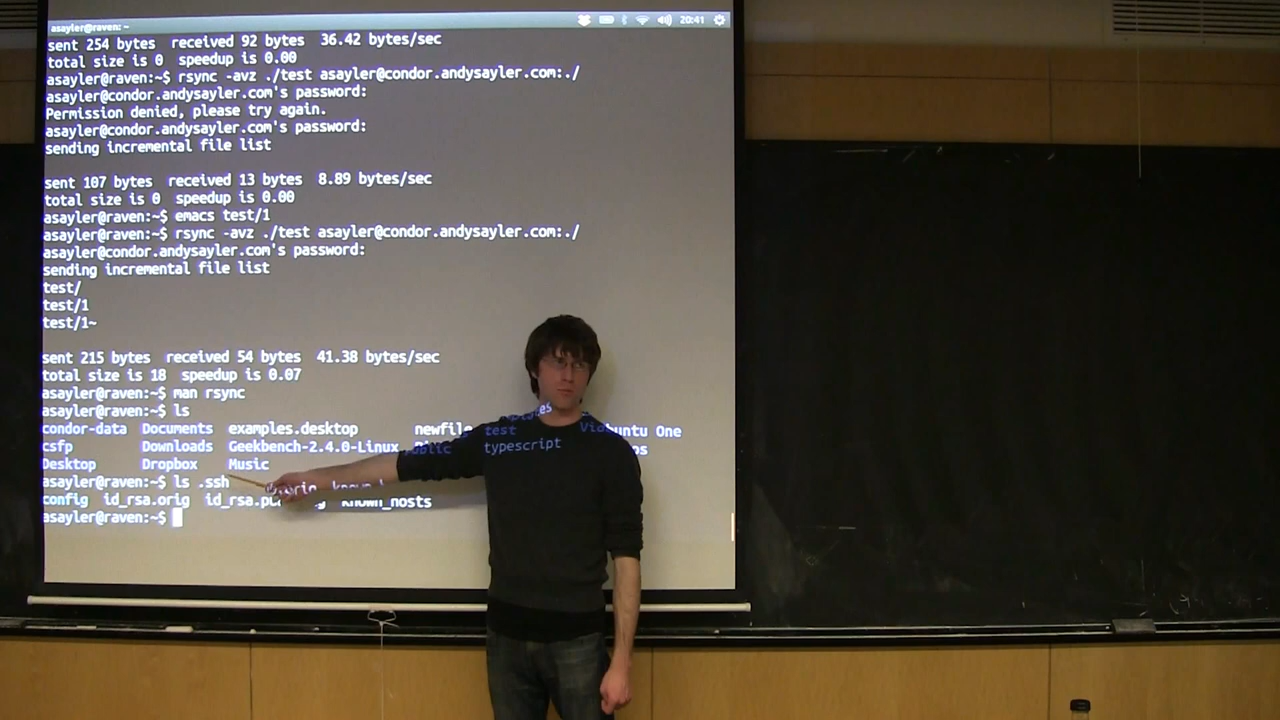 asayler@raven: ~ 20:41
sent 254 bytes received 92 bytes 36.42 bytes/sec
total size is 0 speedup is 0.00
asayler@raven:~$ rsync -avz ./test asayler@condor.andysayler.com:./
asayler@condor.andysayler.com's password:
Permission denied, please try again.
asayler@condor.andysayler.com's password:
sending incremental file list
sent 107 bytes received 13 bytes 8.89 bytes/sec
total size is 0 speedup is 0.00
asayler@raven:~$ emacs test/1
asayler@raven:~$ rsync -avz ./test asayler@condor.andysayler.com:./
asayler@condor.andysayler.com's password:
sending incremental file list
test/
test/1
test/1~
sent 215 bytes received 54 bytes 41.38 bytes/sec
total size is 18 speedup is 0.07
asayler@raven:~$ man rsync
asayler@raven:~$ ls
condor-data Documents examples.desktop newfile test Ubuntu One
csfp Downloads Geekbench-2.4.0-Linux Public typescript
Desktop Dropbox Music
asayler@raven:~$ ls .ssh
config id_rsa.orig known_hosts
asayler@raven:~$